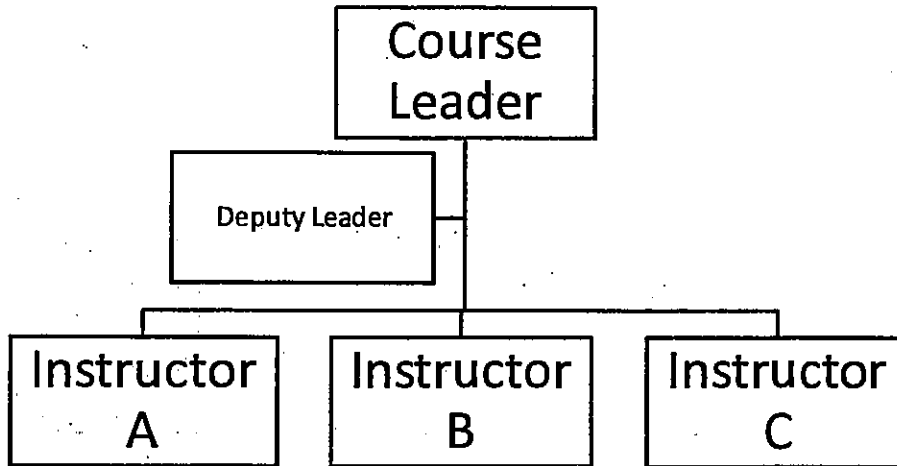 Course
Leader
Deputy Leader
Instructor
A
Instructor
B
Instructor
C